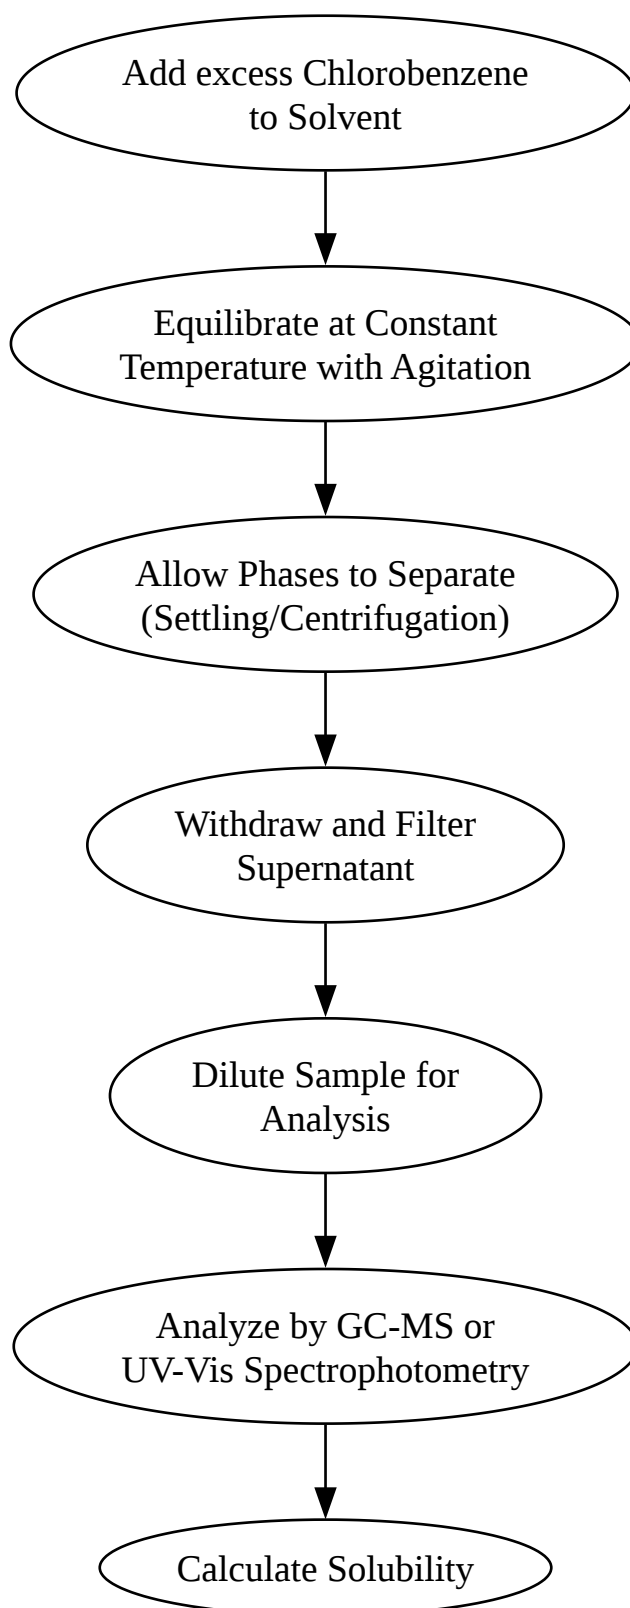 Add excess Chlorobenzene
to Solvent
Equilibrate at Constant
Temperature with Agitation
Allow Phases to Separate
(Settling/Centrifugation)
Withdraw and Filter
Supernatant
Dilute Sample for
Analysis
Analyze by GC-MS or
UV-Vis Spectrophotometry
Calculate Solubility